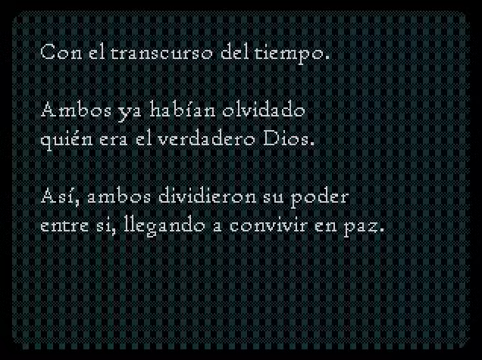 Con el transcurso del tiempo.
Ambos ya habían olvidado
quién era el verdadero Dios.
Así, ambos dividieron su poder
entre si, llegando a convivir en paz.